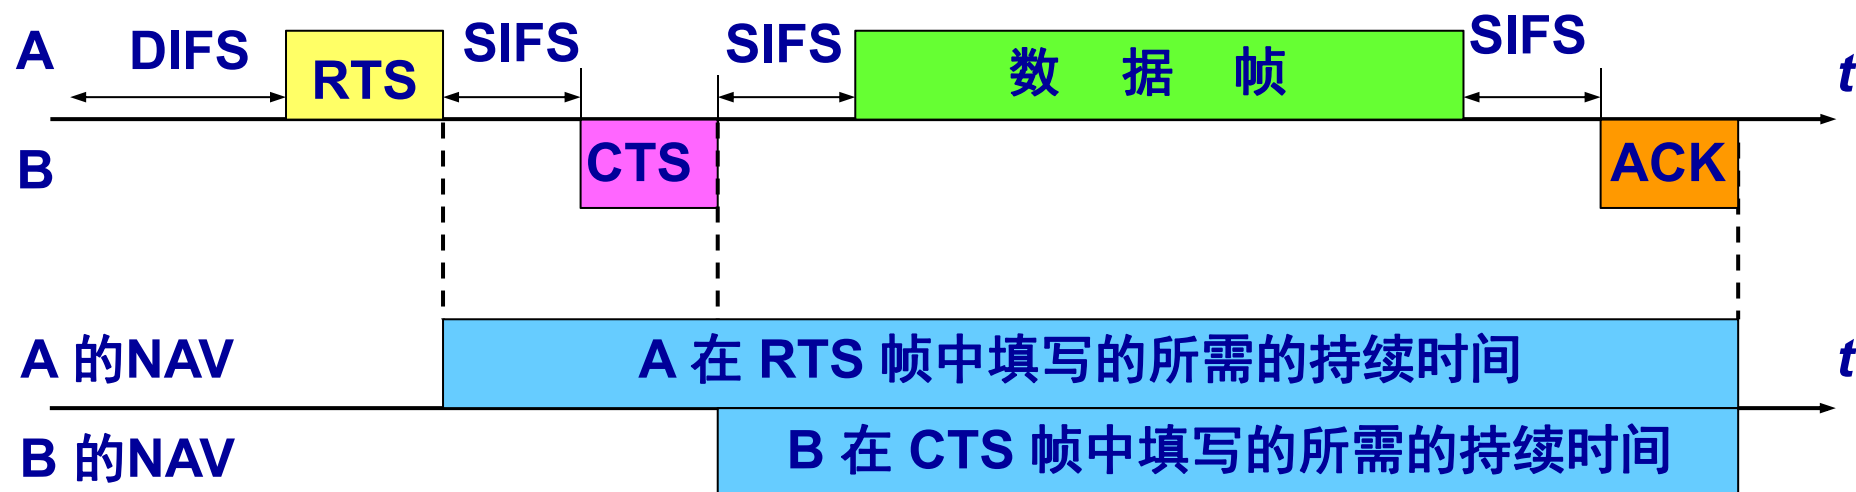 A DIFS RTS SIFS SIFS 数 据 帧 SIFS t
B CTS ACK
A 的NAV A 在 RTS 帧中填写的所需的持续时间 t
B 的NAV B 在 CTS 帧中填写的所需的持续时间